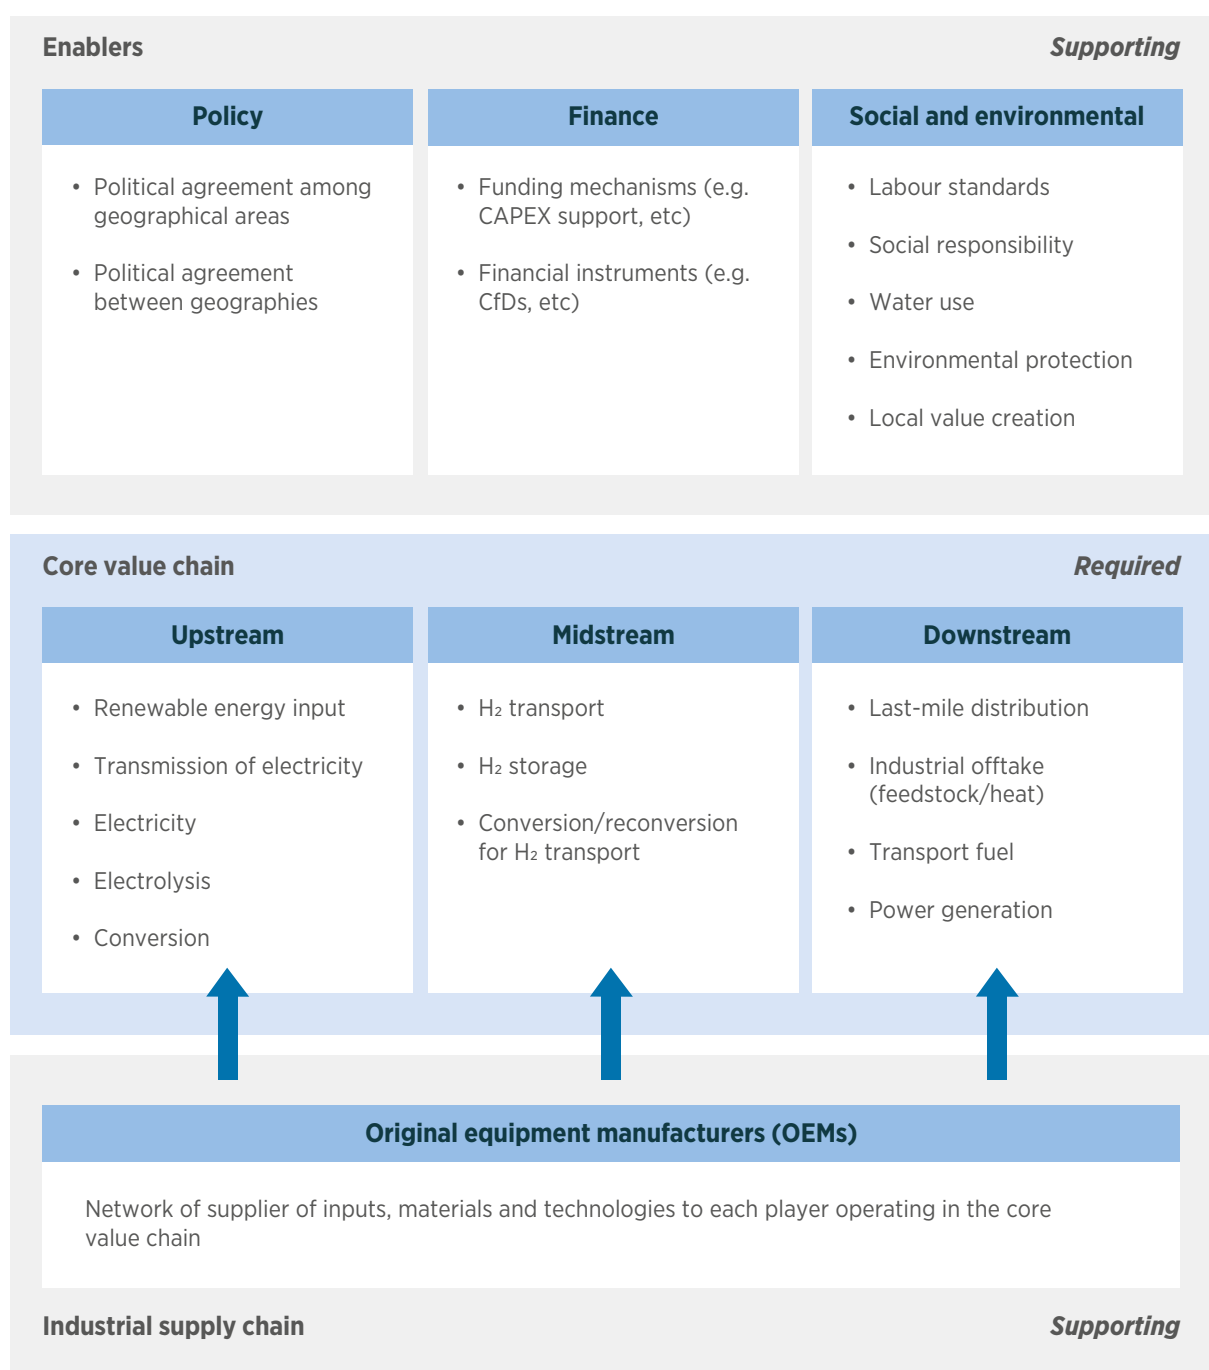 Enablers
Supporting
Policy
• Political agreement among
geographical areas
• Political agreement
between geographies
Finance
• Funding mechanisms (e.g.
CAPEX support, etc)
• Financial instruments (e.g.
CfDs, etc)
Social and environmental
• Labour standards
• Social responsibility
• Water use
• Environmental protection
• Local value creation
Core value chain
Required
Upstream
• Renewable energy input
• Transmission of electricity
• Electricity
• Electrolysis
• Conversion
Midstream
• H₂ transport
• H₂ storage
• Conversion/reconversion
for H₂ transport
Downstream
• Last-mile distribution
• Industrial offtake
(feedstock/heat)
• Transport fuel
• Power generation
Original equipment manufacturers (OEMs)
Network of supplier of inputs, materials and technologies to each player operating in the core
value chain
Industrial supply chain
Supporting